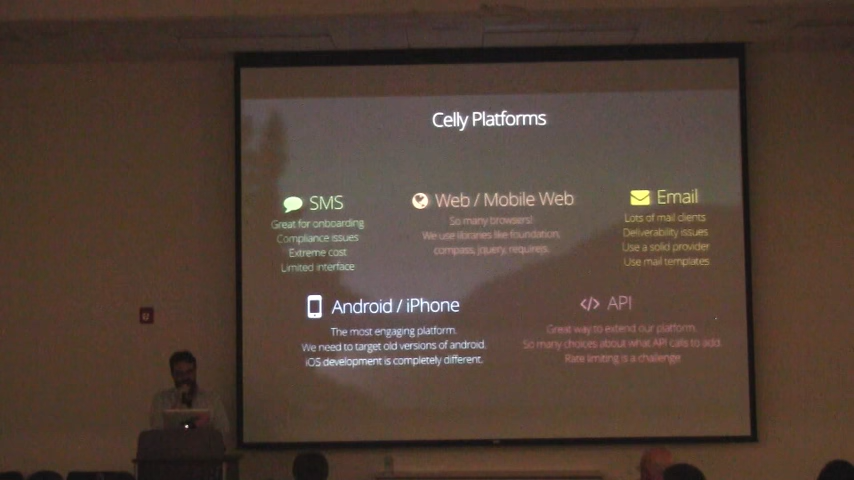 Celly Platforms
SMS
Great for onboarding
Compliance issues
Extreme cost
Limited interface
Web / Mobile Web
So many browsers!
We use libraries like foundation,
compass, jquery, requirejs.
Email
Lots of mail clients
Deliverability issues
Use a solid provider
Use mail templates
Android / iPhone
The most engaging platform.
We need to target old versions of android.
iOS development is completely different.
</> API
Great way to extend our platform.
So many choices about what API calls to add.
Rate limiting is a challenge